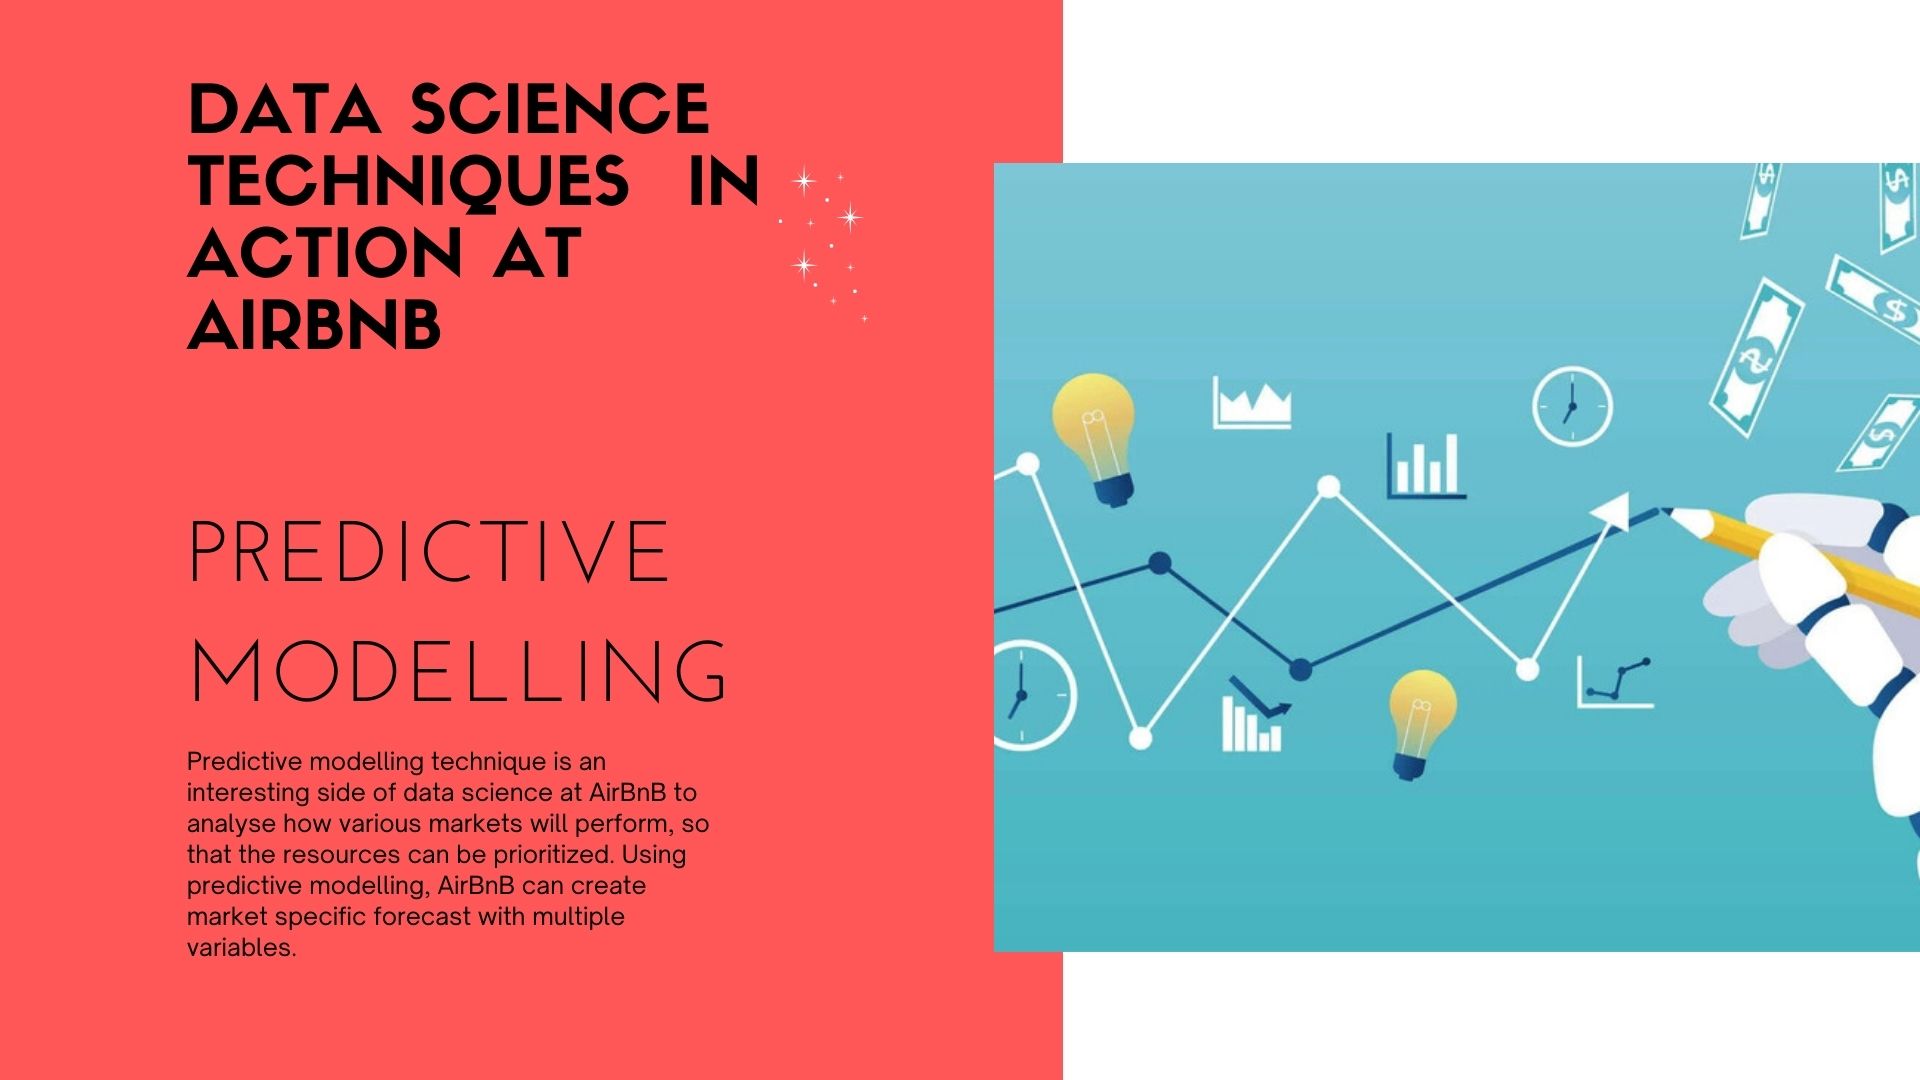 DATA SCIENCE
TECHNIQUES IN
ACTION AT
AIRBNB
PREDICTIVE
MODELLING
Predictive modelling technique is an
interesting side of data science at AirBnB to
analyse how various markets will perform, so
that the resources can be prioritized. Using
predictive modelling, AirBnB can create
market specific forecast with multiple
variables.